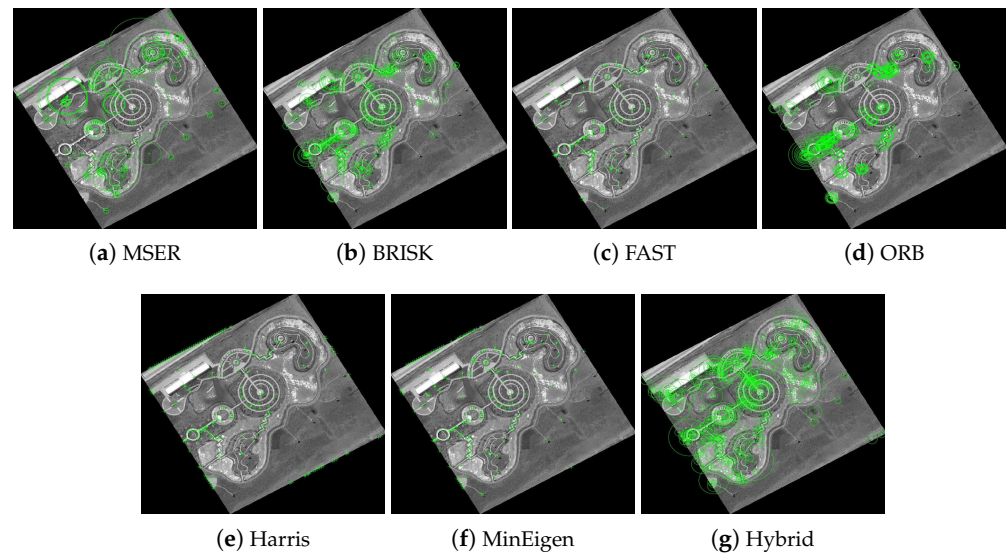 (a) MSER
(b) BRISK
(c) FAST
(d) ORB
(e) Harris
(f) MinEigen
(g) Hybrid